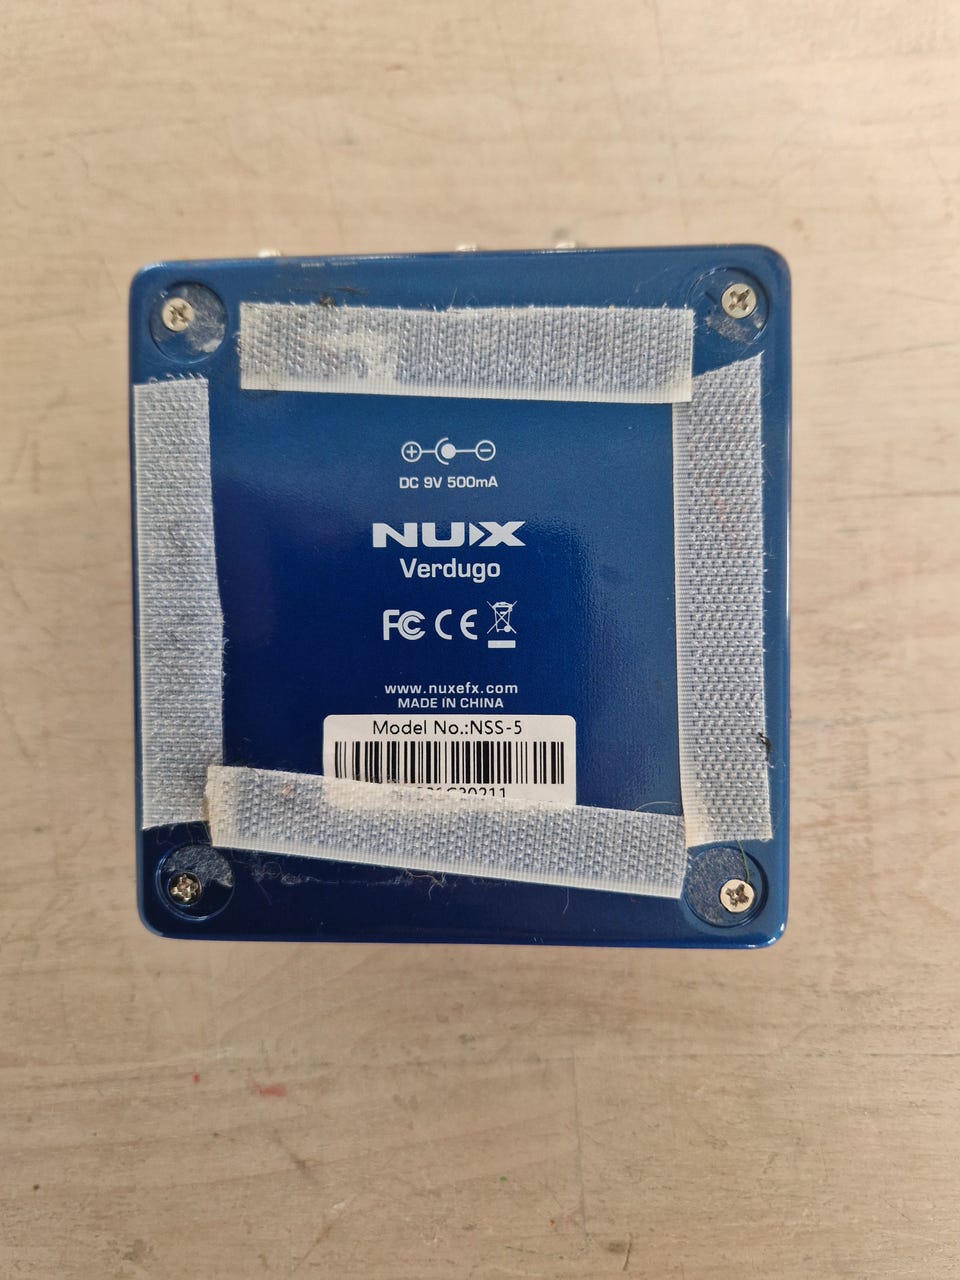 DC 9V 500mA
NUX
Verdugo
FC CE
www.nuxefx.com
MADE IN CHINA
Model No.:NSS-5